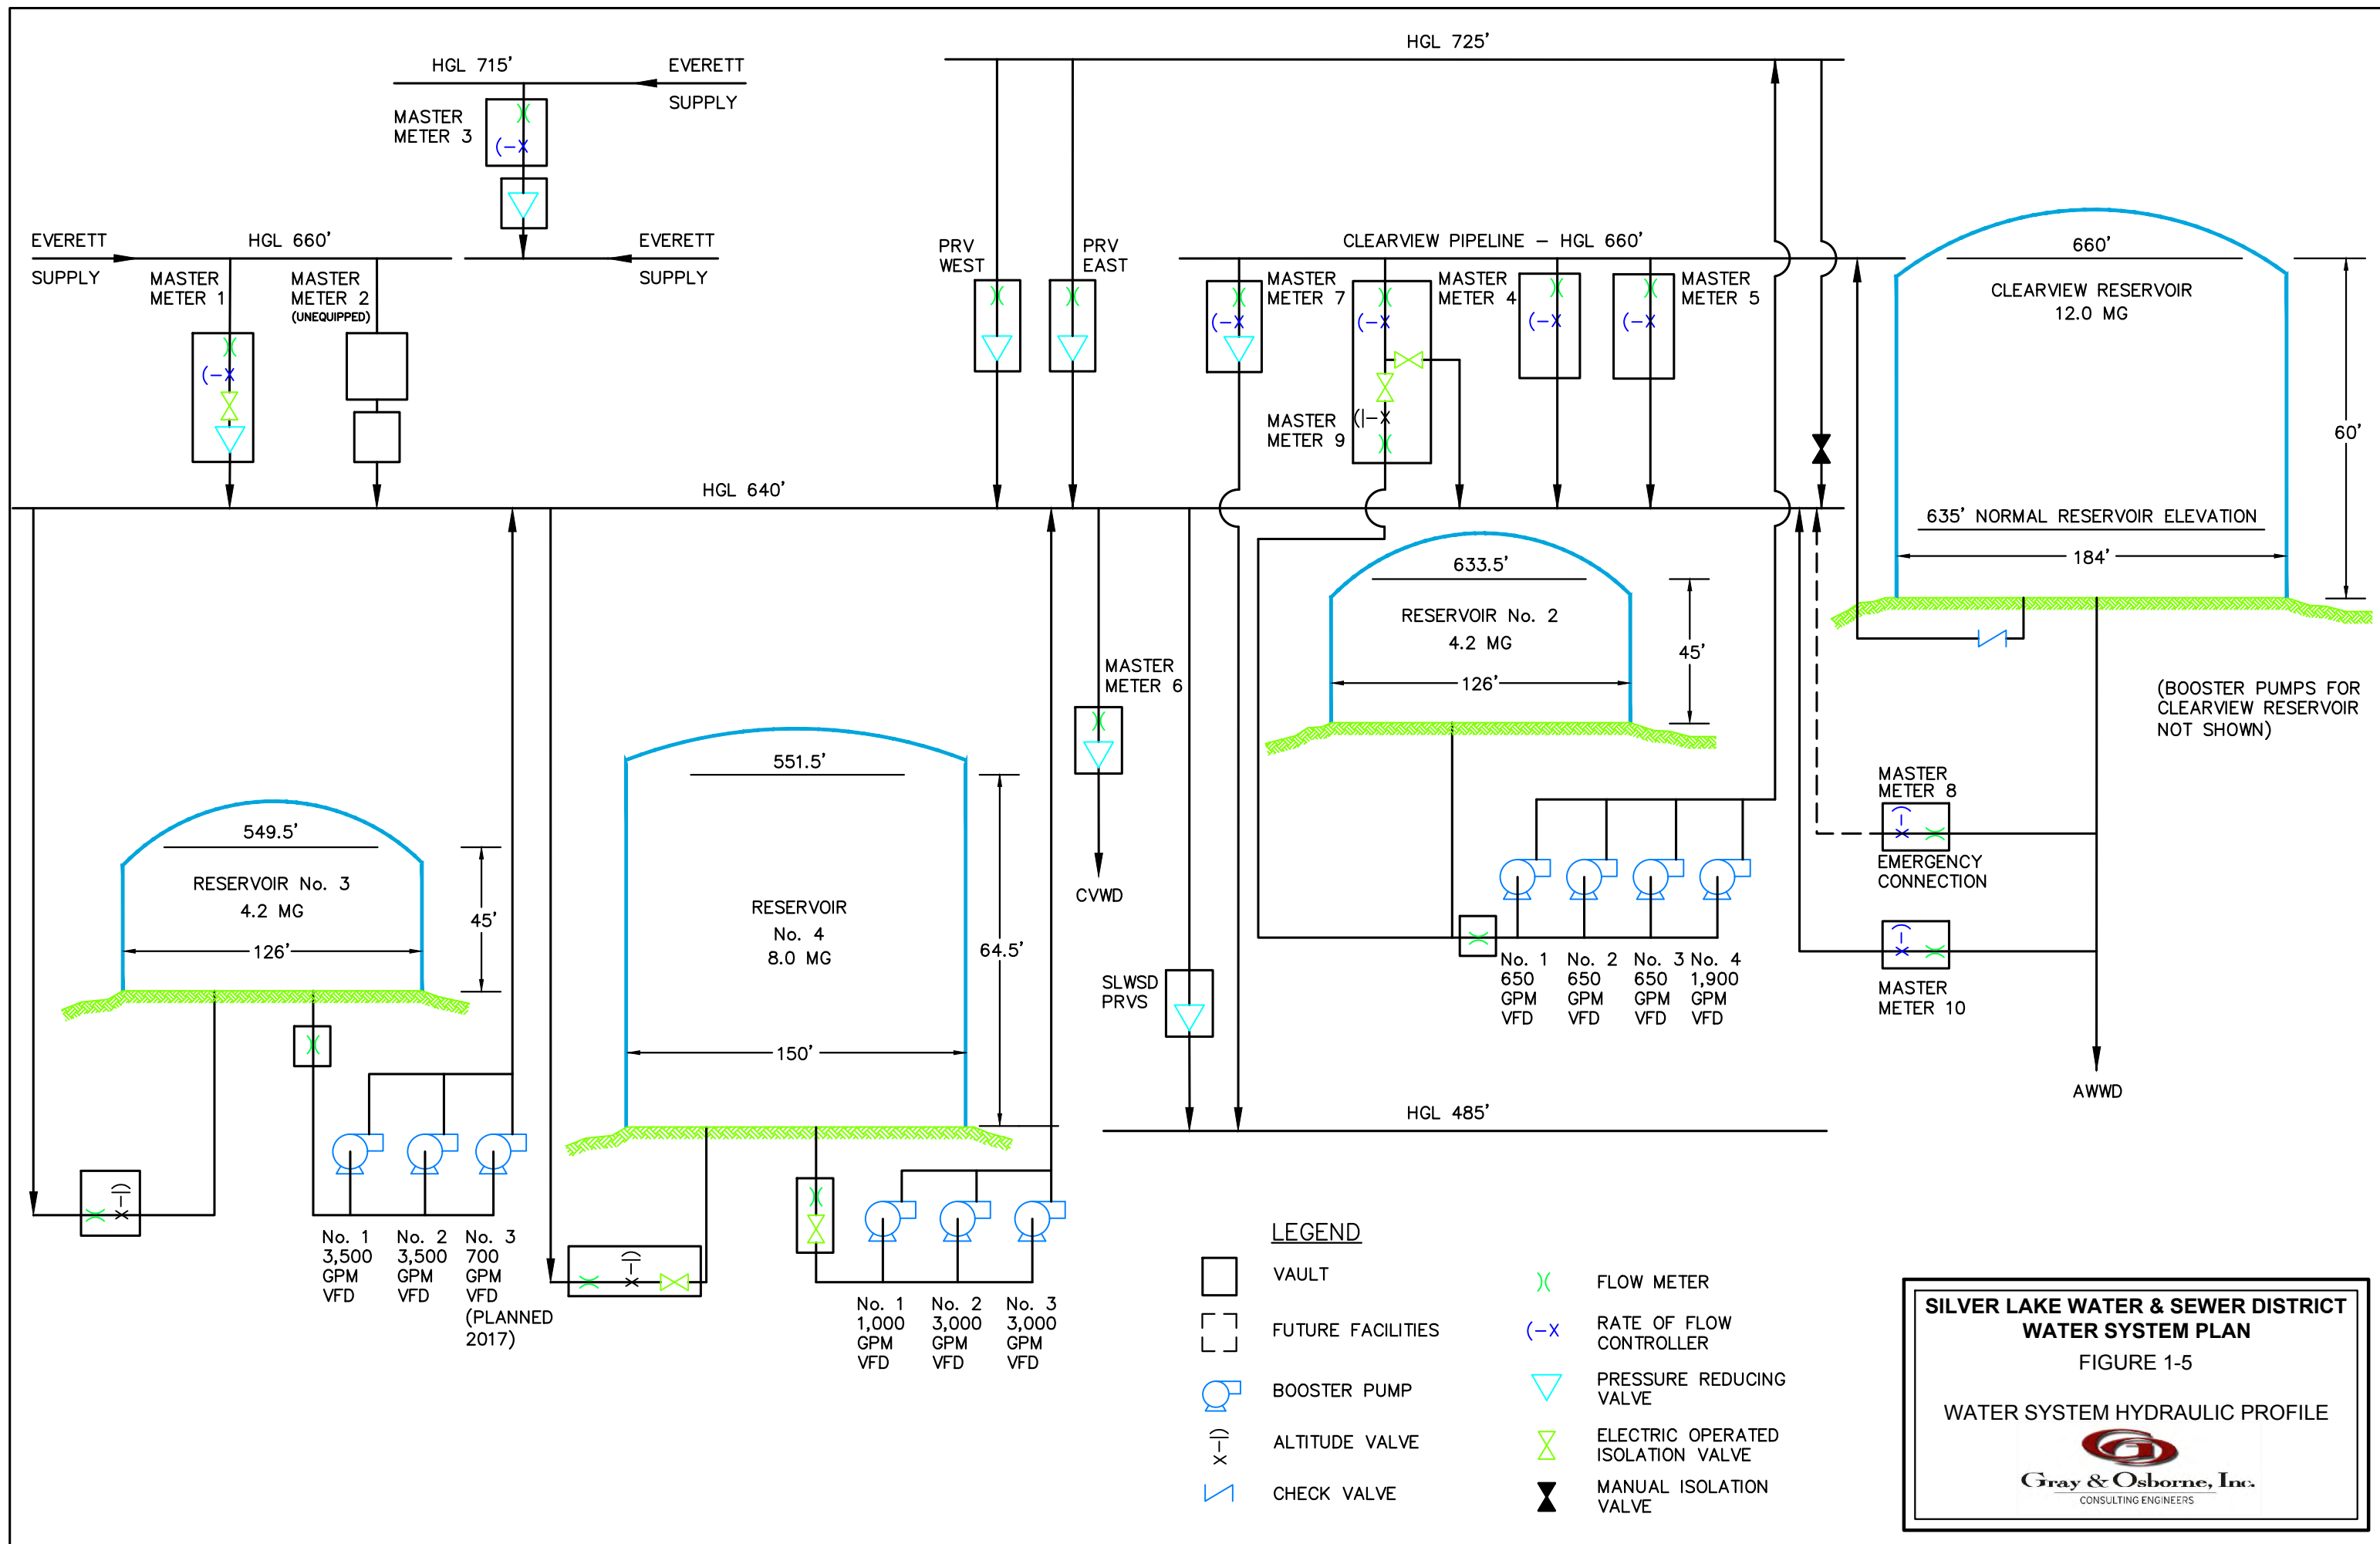 HGL 725'
HGL 715'
EVERETT
SUPPLY
MASTER
METER 3
EVERETT
SUPPLY
HGL 660'
EVERETT
SUPPLY
MASTER
METER 1
MASTER
METER 2
(UNEQUIPPED)
PRV
WEST
PRV
EAST
CLEARVIEW PIPELINE – HGL 660'
MASTER
METER 7
MASTER
METER 4
MASTER
METER 5
MASTER
METER 9
660'
CLEARVIEW RESERVOIR
12.0 MG
60'
635' NORMAL RESERVOIR ELEVATION
184'
HGL 640'
633.5'
RESERVOIR No. 2
4.2 MG
45'
126'
(BOOSTER PUMPS FOR
CLEARVIEW RESERVOIR
NOT SHOWN)
MASTER
METER 6
CVWD
551.5'
RESERVOIR
No. 4
8.0 MG
64.5'
150'
549.5'
RESERVOIR No. 3
4.2 MG
45'
126'
MASTER
METER 8
EMERGENCY
CONNECTION
MASTER
METER 10
AWWD
No. 1
650
GPM
VFD
No. 2
650
GPM
VFD
No. 3
650
GPM
VFD
No. 4
1,900
GPM
VFD
SLWSD
PRVS
HGL 485'
No. 1
3,500
GPM
VFD
No. 2
3,500
GPM
VFD
No. 3
700
GPM
VFD
(PLANNED
2017)
No. 1
1,000
GPM
VFD
No. 2
3,000
GPM
VFD
No. 3
3,000
GPM
VFD
LEGEND
VAULT
FUTURE FACILITIES
BOOSTER PUMP
ALTITUDE VALVE
CHECK VALVE
FLOW METER
RATE OF FLOW
CONTROLLER
PRESSURE REDUCING
VALVE
ELECTRIC OPERATED
ISOLATION VALVE
MANUAL ISOLATION
VALVE
SILVER LAKE WATER & SEWER DISTRICT
WATER SYSTEM PLAN
FIGURE 1-5
WATER SYSTEM HYDRAULIC PROFILE
Gray & Osborne, Inc.
CONSULTING ENGINEERS